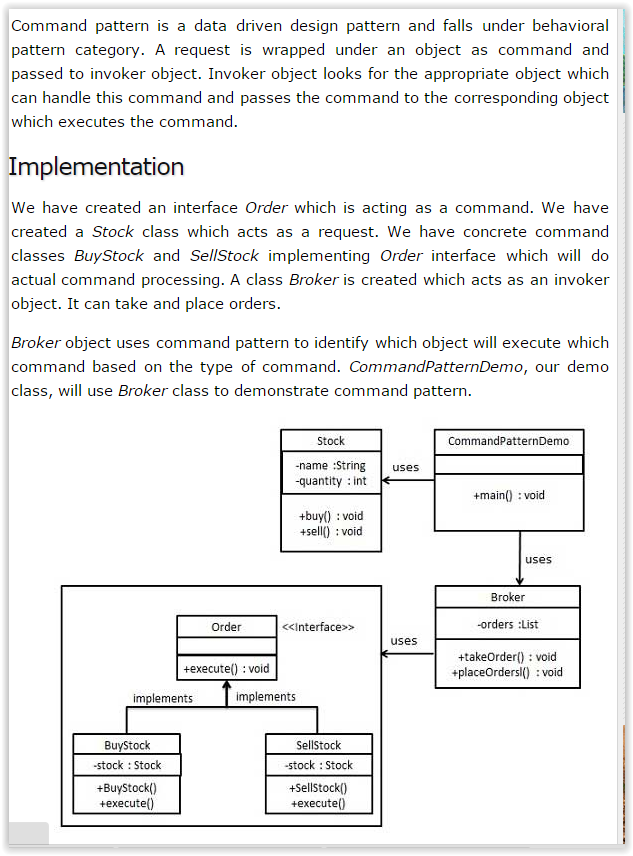 Command pattern is a data driven design pattern and falls under behavioral
pattern category. A request is wrapped under an object as command and
passed to invoker object. Invoker object looks for the appropriate object which
can handle this command and passes the command to the corresponding object
which executes the command.
Implementation
We have created an interface Order which is acting as a command. We have
created a Stock class which acts as a request. We have concrete command
classes BuyStock and SellStock implementing Order interface which will do
actual command processing. A class Broker is created which acts as an invoker
object. It can take and place orders.
Broker object uses command pattern to identify which object will execute which
command based on the type of command. CommandPatternDemo, our demo
class, will use Broker class to demonstrate command pattern.
Stock
-name :String
-quantity : int
+buy() : void
+sell() : void
uses
CommandPatternDemo
+main() : void
uses
Broker
-orders :List
+takeOrder() : void
+placeOrdersl() : void
uses
Order
<<Interface>>
+execute() : void
implements
implements
BuyStock
-stock : Stock
+BuyStock()
+execute()
SellStock
-stock : Stock
+SellStock()
+execute()